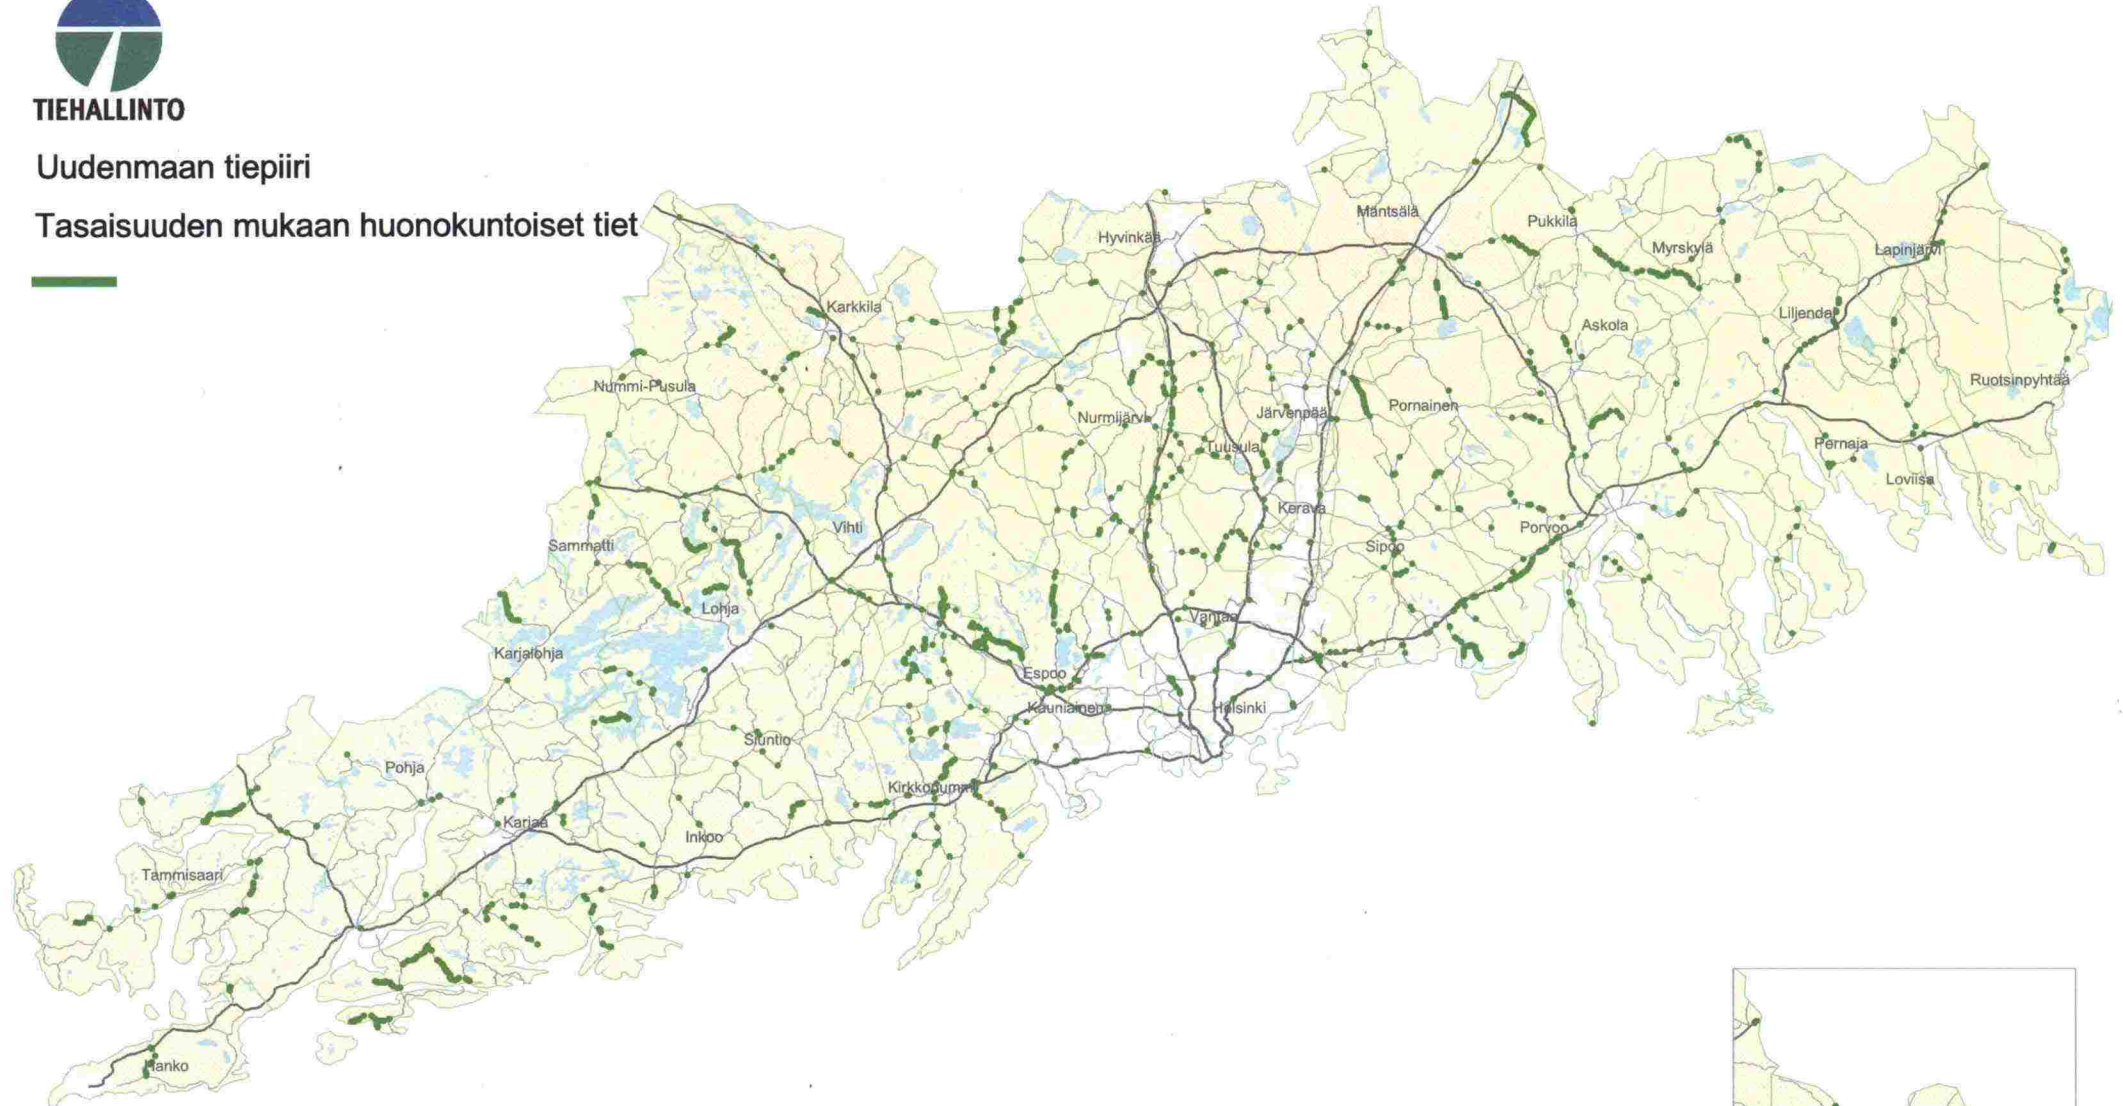 TIEHALLINTO
Uudenmaan tiepiiri
Tasaisuuden mukaan huonokuntoiset tiet
Mäntsälä
Pukkila
Hyvinkää
Myrskylä
Lapinjärvi
Karkkila
Liljendal
Askola
Nummi-Pusula
Ruotsinpyhtää
Nurmijärvi
Järvenpää
Pornainen
Tuusula
Pernaja
Loviisa
Kerava
Vihti
Porvoo
Sammatti
Sipoo
Lohja
Vantaa
Karjalohja
Espoo
Kauniainen
Helsinki
Siuntio
Pohja
Kirkkonummi
Karjaa
Inkoo
Tammisaari
Hanko